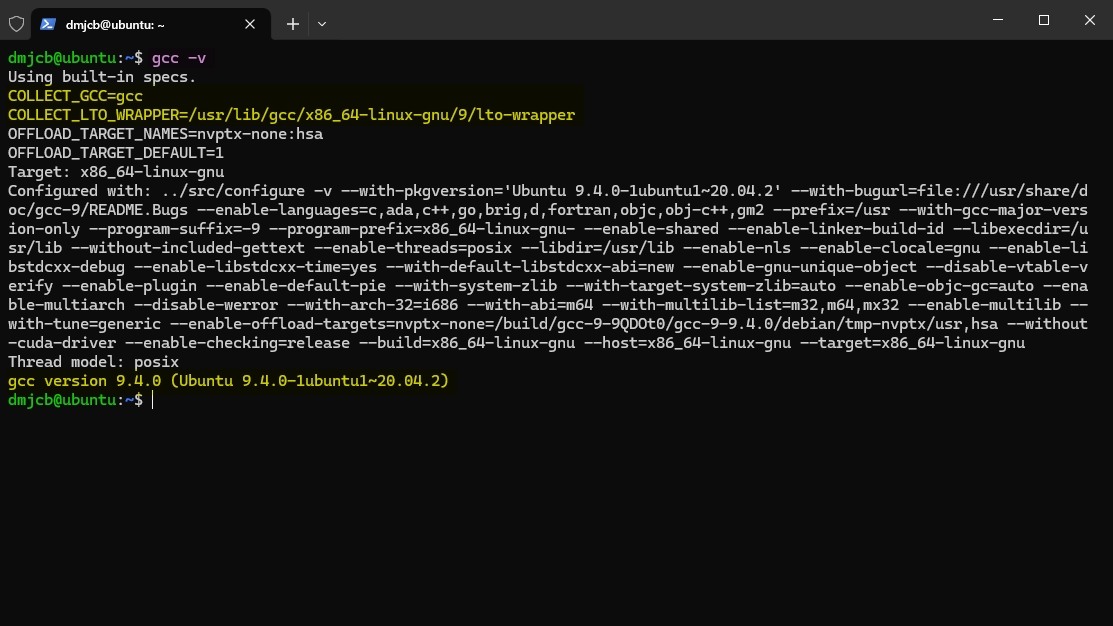 dmjcb@ubuntu: ~
dmjcb@ubuntu:~$ gcc -v
Using built-in specs.
COLLECT_GCC=gcc
COLLECT_LTO_WRAPPER=/usr/lib/gcc/x86_64-linux-gnu/9/lto-wrapper
OFFLOAD_TARGET_NAMES=nvptx-none:hsa
OFFLOAD_TARGET_DEFAULT=1
Target: x86_64-linux-gnu
Configured with: ../src/configure -v --with-pkgversion='Ubuntu 9.4.0-1ubuntu1~20.04.2' --with-bugurl=file:///usr/share/d
oc/gcc-9/README.Bugs --enable-languages=c,ada,c++,go,brig,d,fortran,objc,obj-c++,gm2 --prefix=/usr --with-gcc-major-vers
ion-only --program-suffix=-9 --program-prefix=x86_64-linux-gnu- --enable-shared --enable-linker-build-id --libexecdir=/u
sr/lib --without-included-gettext --enable-threads=posix --libdir=/usr/lib --enable-nls --enable-clocale=gnu --enable-li
bstdcxx-debug --enable-libstdcxx-time=yes --with-default-libstdcxx-abi=new --enable-gnu-unique-object --disable-vtable-v
erify --enable-plugin --enable-default-pie --with-system-zlib --with-target-system-zlib=auto --enable-objc-gc=auto --ena
ble-multiarch --disable-werror --with-arch-32=i686 --with-abi=m64 --with-multilib-list=m32,m64,mx32 --enable-multilib --
with-tune=generic --enable-offload-targets=nvptx-none=/build/gcc-9-9QDOt0/gcc-9-9.4.0/debian/tmp-nvptx/usr,hsa --without
-cuda-driver --enable-checking=release --build=x86_64-linux-gnu --host=x86_64-linux-gnu --target=x86_64-linux-gnu
Thread model: posix
gcc version 9.4.0 (Ubuntu 9.4.0-1ubuntu1~20.04.2)
dmjcb@ubuntu:~$